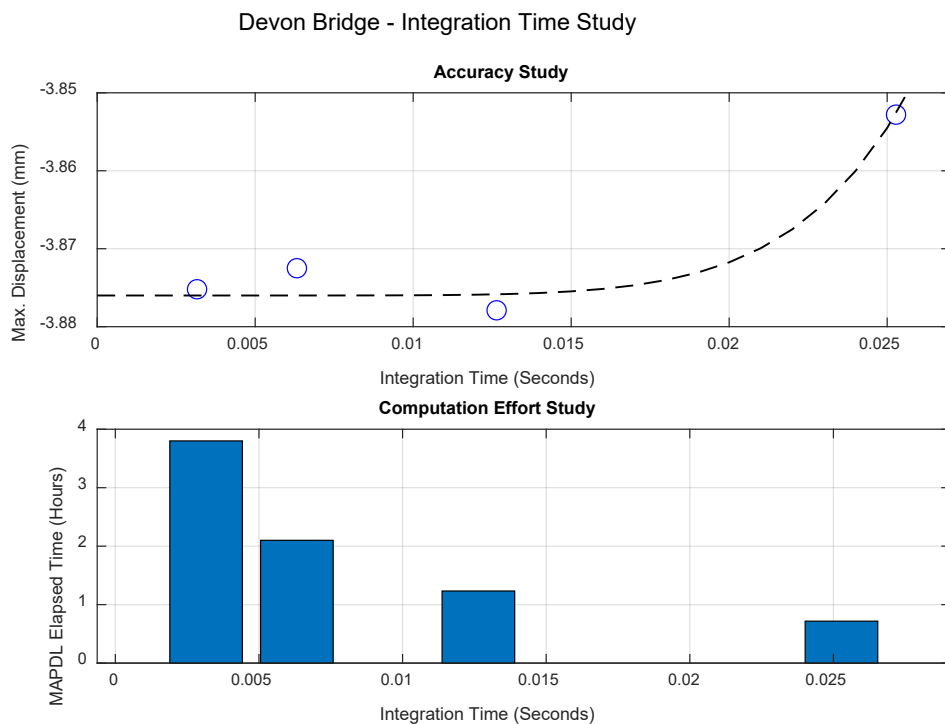 Devon Bridge - Integration Time Study
Accuracy Study
Max. Displacement (mm)
-3.85
-3.86
-3.87
-3.88
0 0.005 0.01 0.015 0.02 0.025
Integration Time (Seconds)
Computation Effort Study
MAPDL Elapsed Time (Hours)
4
3
2
1
0
0 0.005 0.01 0.015 0.02 0.025
Integration Time (Seconds)